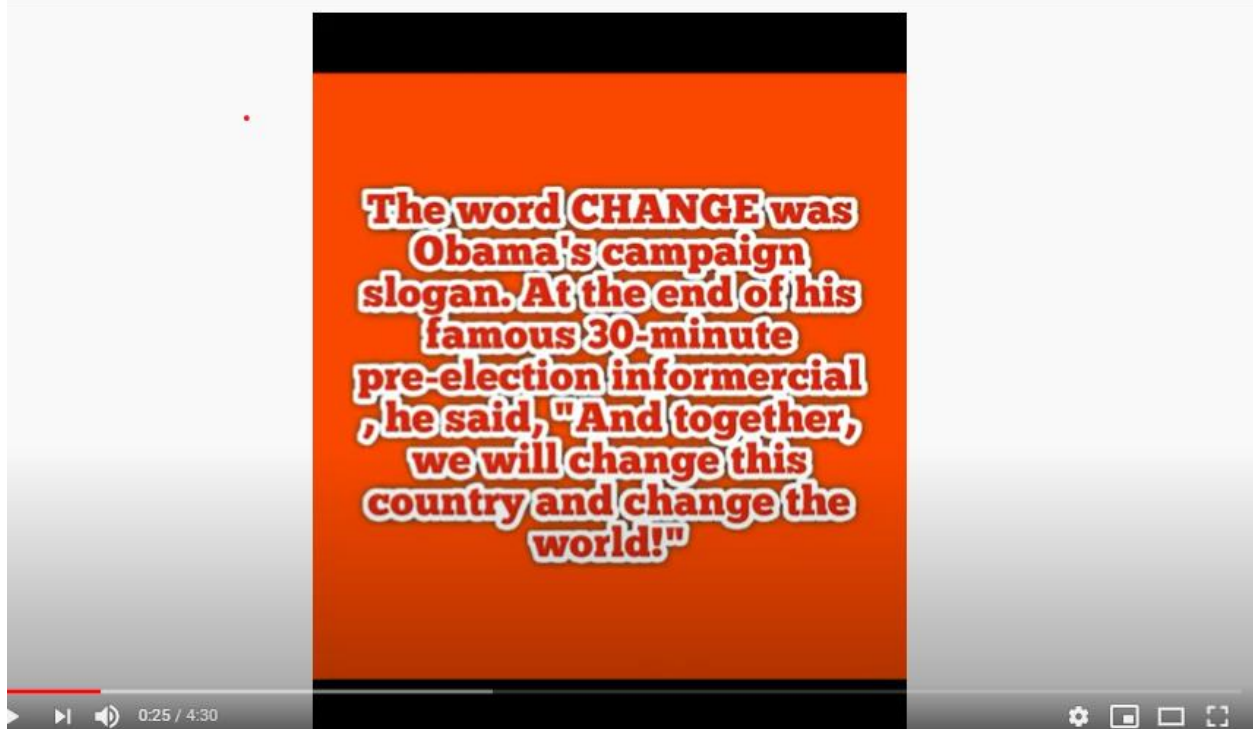 The word CHANGE was
Obama's campaign
slogan. At the end of his
famous 30-minute
pre-election informercial
, he said, "And together,
we will change this
country and change the
world!"
0:25 / 4:30